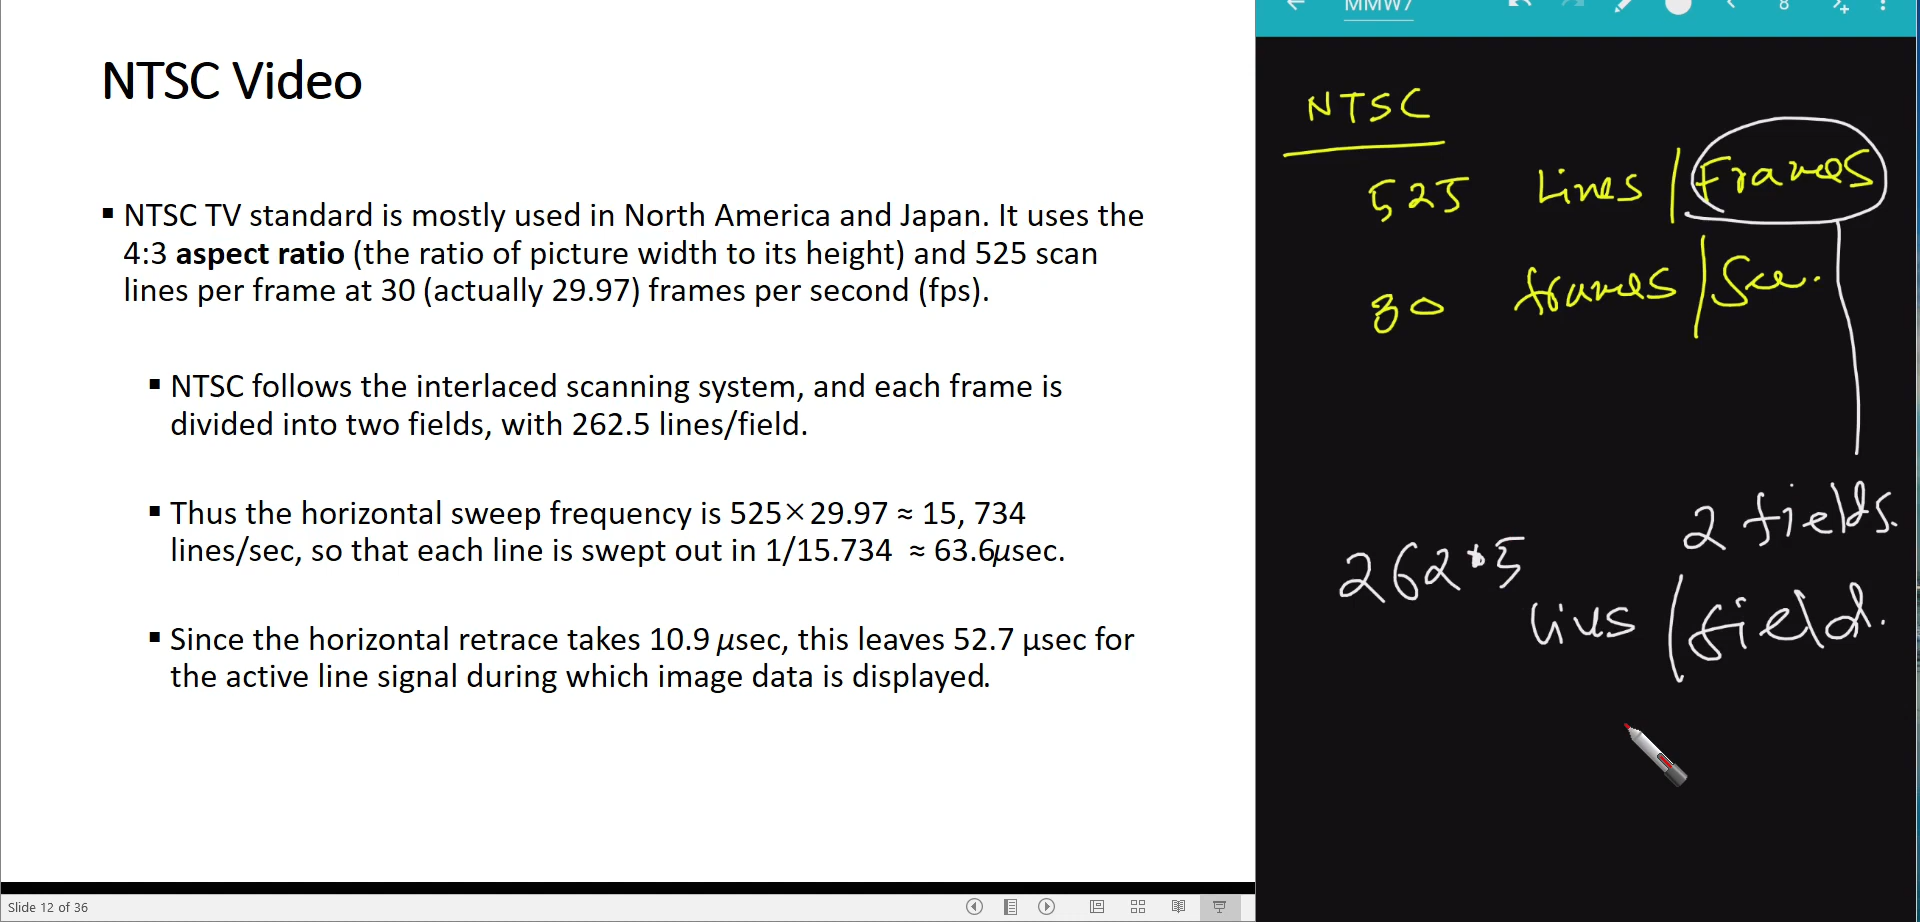 NTSC Video
▪ NTSC TV standard is mostly used in North America and Japan. It uses the
4:3 aspect ratio (the ratio of picture width to its height) and 525 scan
lines per frame at 30 (actually 29.97) frames per second (fps).
▪ NTSC follows the interlaced scanning system, and each frame is
divided into two fields, with 262.5 lines/field.
▪ Thus the horizontal sweep frequency is 525×29.97 ≈ 15, 734
lines/sec, so that each line is swept out in 1/15.734 ≈ 63.6μsec.
▪ Since the horizontal retrace takes 10.9 μsec, this leaves 52.7 μsec for
the active line signal during which image data is displayed.
Slide 12 of 36
MMW7
8
NTSC
525 Lines / Frames
30 frames / Sec.
2 fields.
262.5
lines / field.